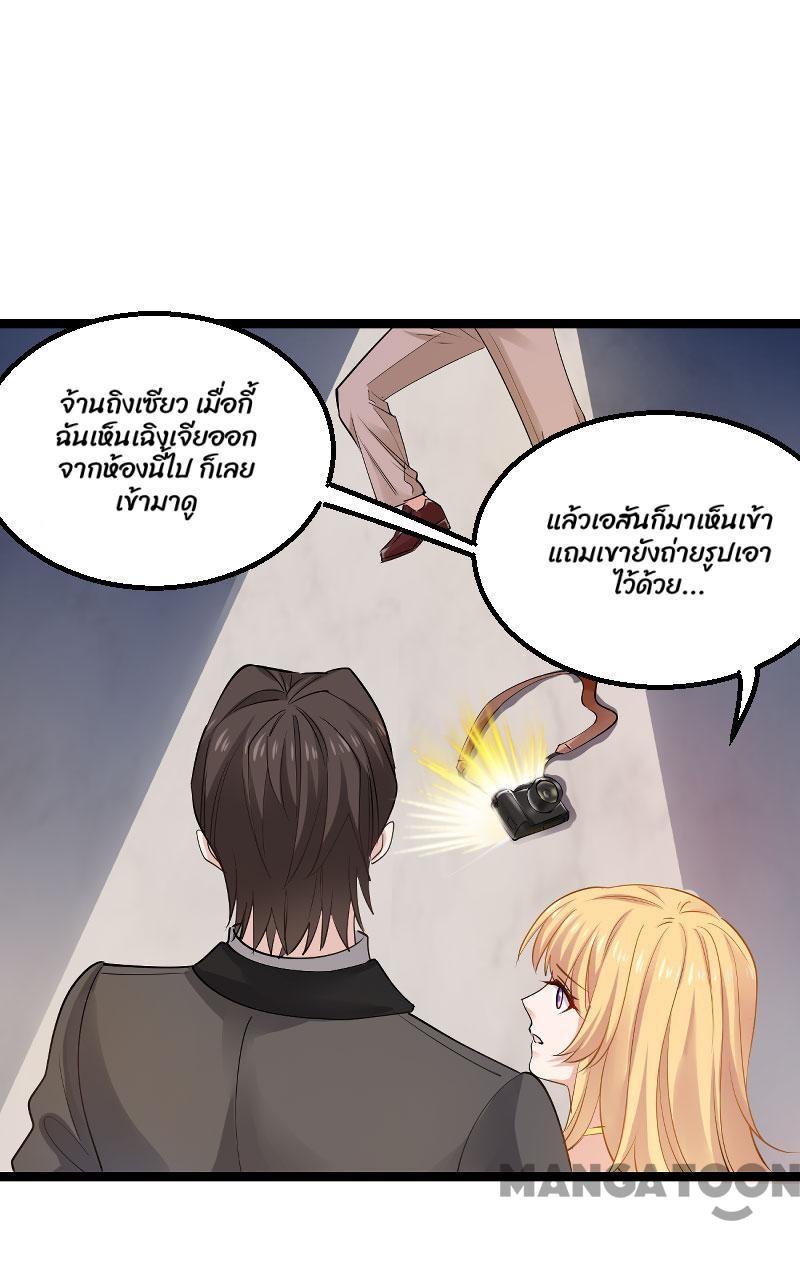 จ้านถิงเซียว เมื่อกี้
ฉันเห็นเฉิงเจียออก
จากห้องนี้ไป ก็เลย
เข้ามาดู
แล้วเอสันก็มาเห็นเข้า
แถมเขายังถ่ายรูปเอา
ไว้ด้วย...
MANGATOON